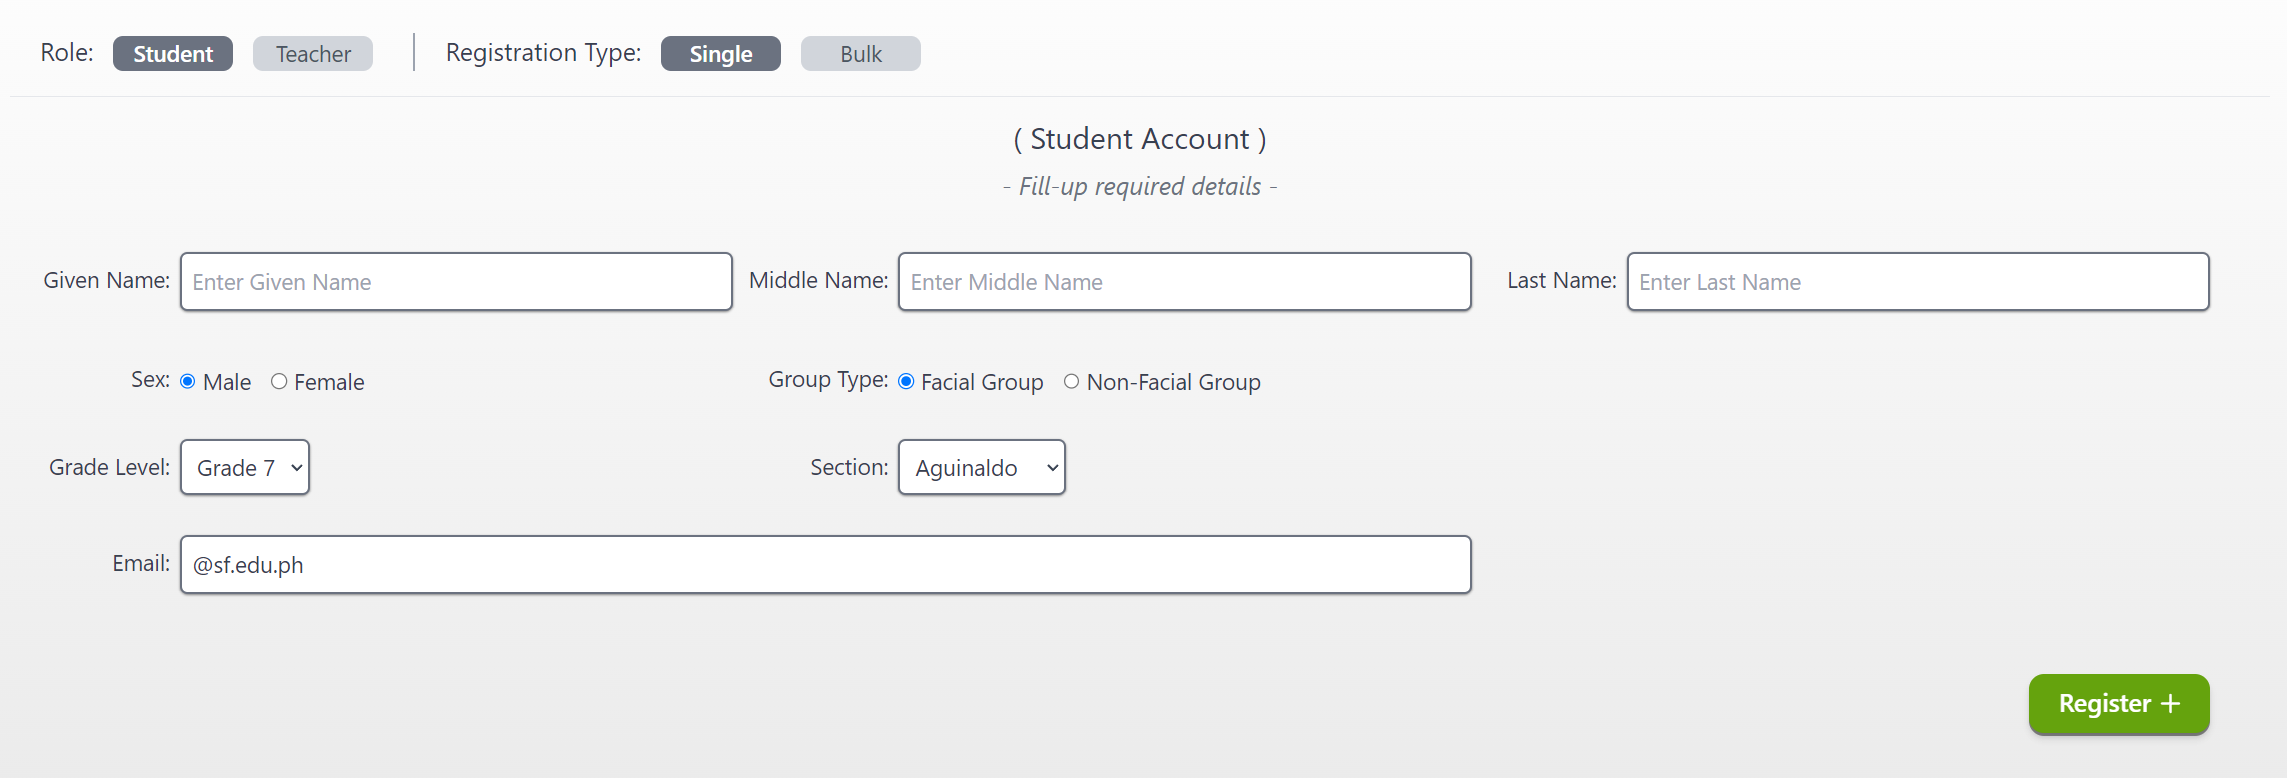 Role: Student Teacher Registration Type: Single Bulk
( Student Account )
- Fill-up required details -
Given Name: Enter Given Name Middle Name: Enter Middle Name Last Name: Enter Last Name
Sex: Male Female Group Type: Facial Group Non-Facial Group
Grade Level: Grade 7 Section: Aguinaldo
Email: @sf.edu.ph
Register +